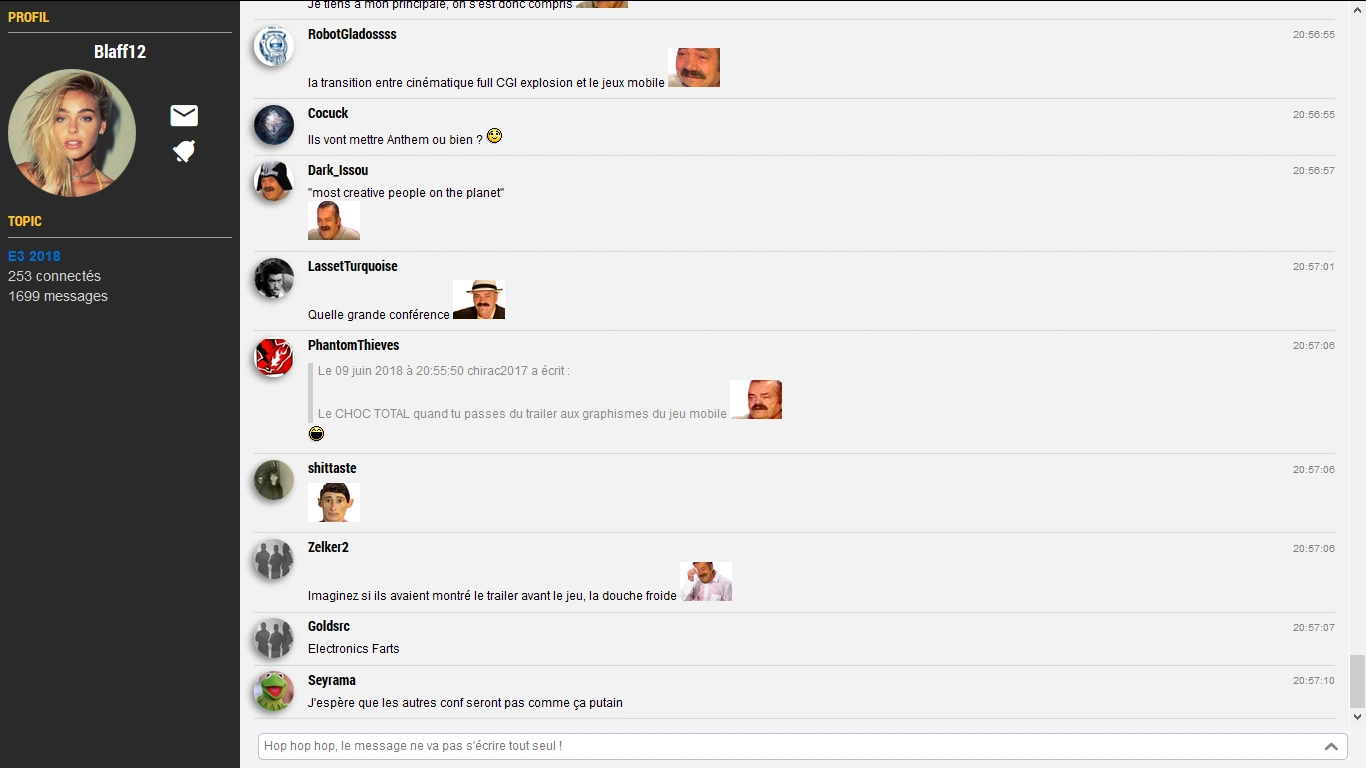 PROFIL
Blaff12
TOPIC
E3 2018
253 connectés
1699 messages
Je tiens à mon principale, on s'est donc compris
RobotGladossss
20:56:55
la transition entre cinématique full CGI explosion et le jeux mobile
Cocuck
20:56:55
Ils vont mettre Anthem ou bien ?
Dark_Issou
20:56:57
"most creative people on the planet"
LassetTurquoise
20:57:01
Quelle grande conférence
PhantomThieves
20:57:06
Le 09 juin 2018 à 20:55:50 chirac2017 a écrit :
Le CHOC TOTAL quand tu passes du trailer aux graphismes du jeu mobile
shittaste
20:57:06
Zelker2
20:57:06
Imaginez si ils avaient montré le trailer avant le jeu, la douche froide
Goldsrc
20:57:07
Electronics Farts
Seyrama
20:57:10
J'espère que les autres conf seront pas comme ça putain
Hop hop hop, le message ne va pas s'écrire tout seul !